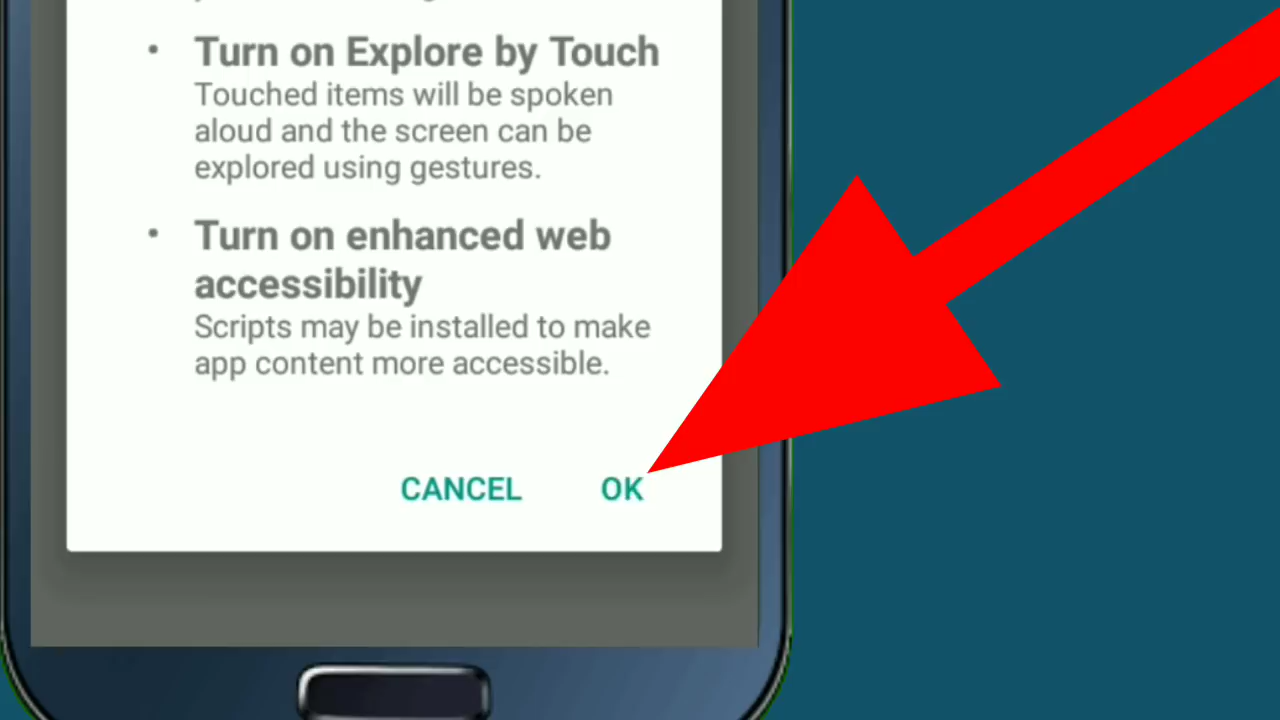 Turn on Explore by Touch
Touched items will be spoken
aloud and the screen can be
explored using gestures.
Turn on enhanced web
accessibility
Scripts may be installed to make
app content more accessible.
CANCEL OK